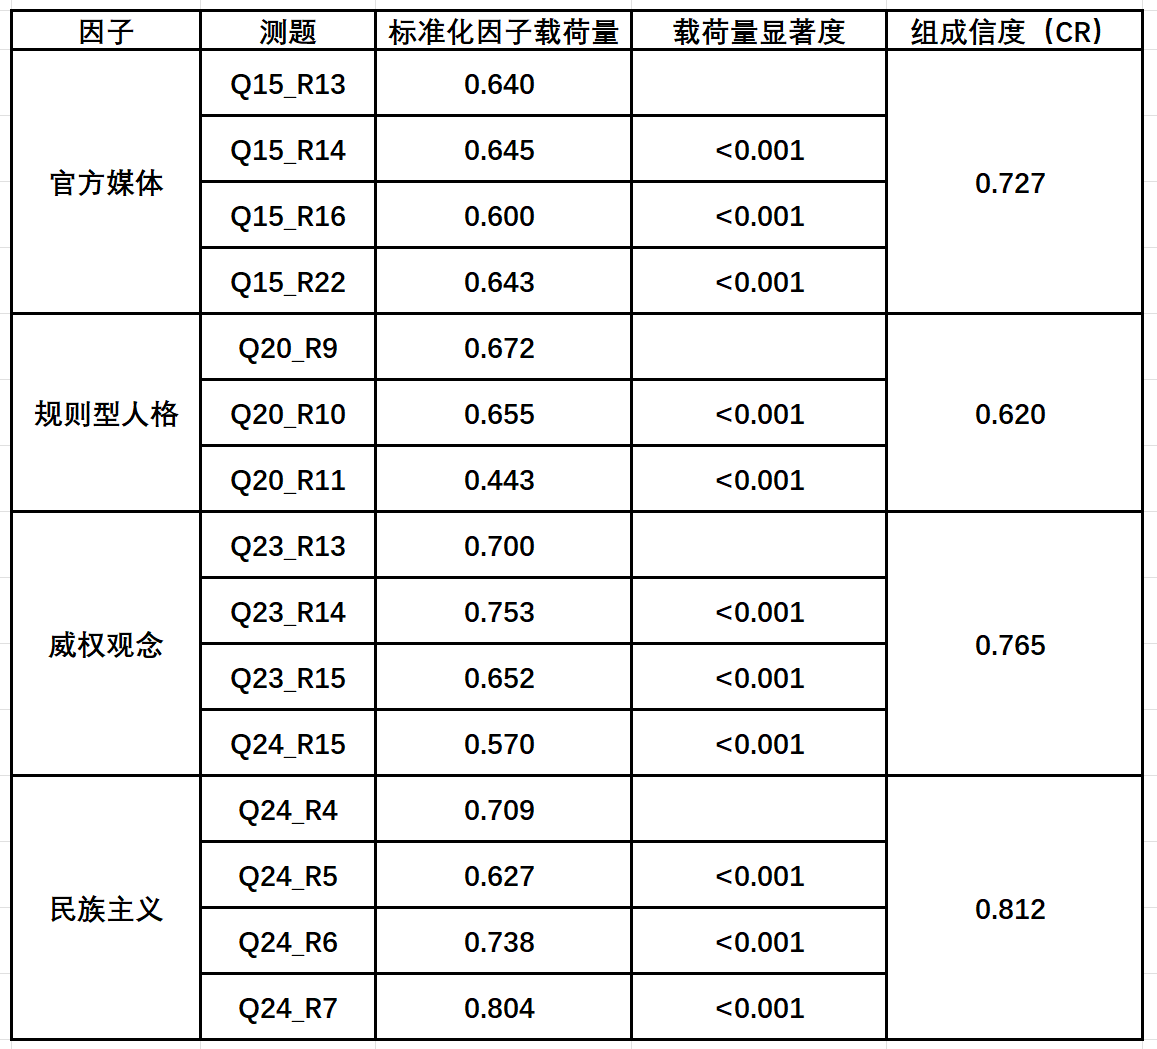 因子 测题 标准化因子载荷量 载荷量显著度 组成信度（CR）
官方媒体 Q15_R13 0.640 0.727
Q15_R14 0.645 <0.001
Q15_R16 0.600 <0.001
Q15_R22 0.643 <0.001
规则型人格 Q20_R9 0.672 0.620
Q20_R10 0.655 <0.001
Q20_R11 0.443 <0.001
威权观念 Q23_R13 0.700 0.765
Q23_R14 0.753 <0.001
Q23_R15 0.652 <0.001
Q24_R15 0.570 <0.001
民族主义 Q24_R4 0.709 0.812
Q24_R5 0.627 <0.001
Q24_R6 0.738 <0.001
Q24_R7 0.804 <0.001